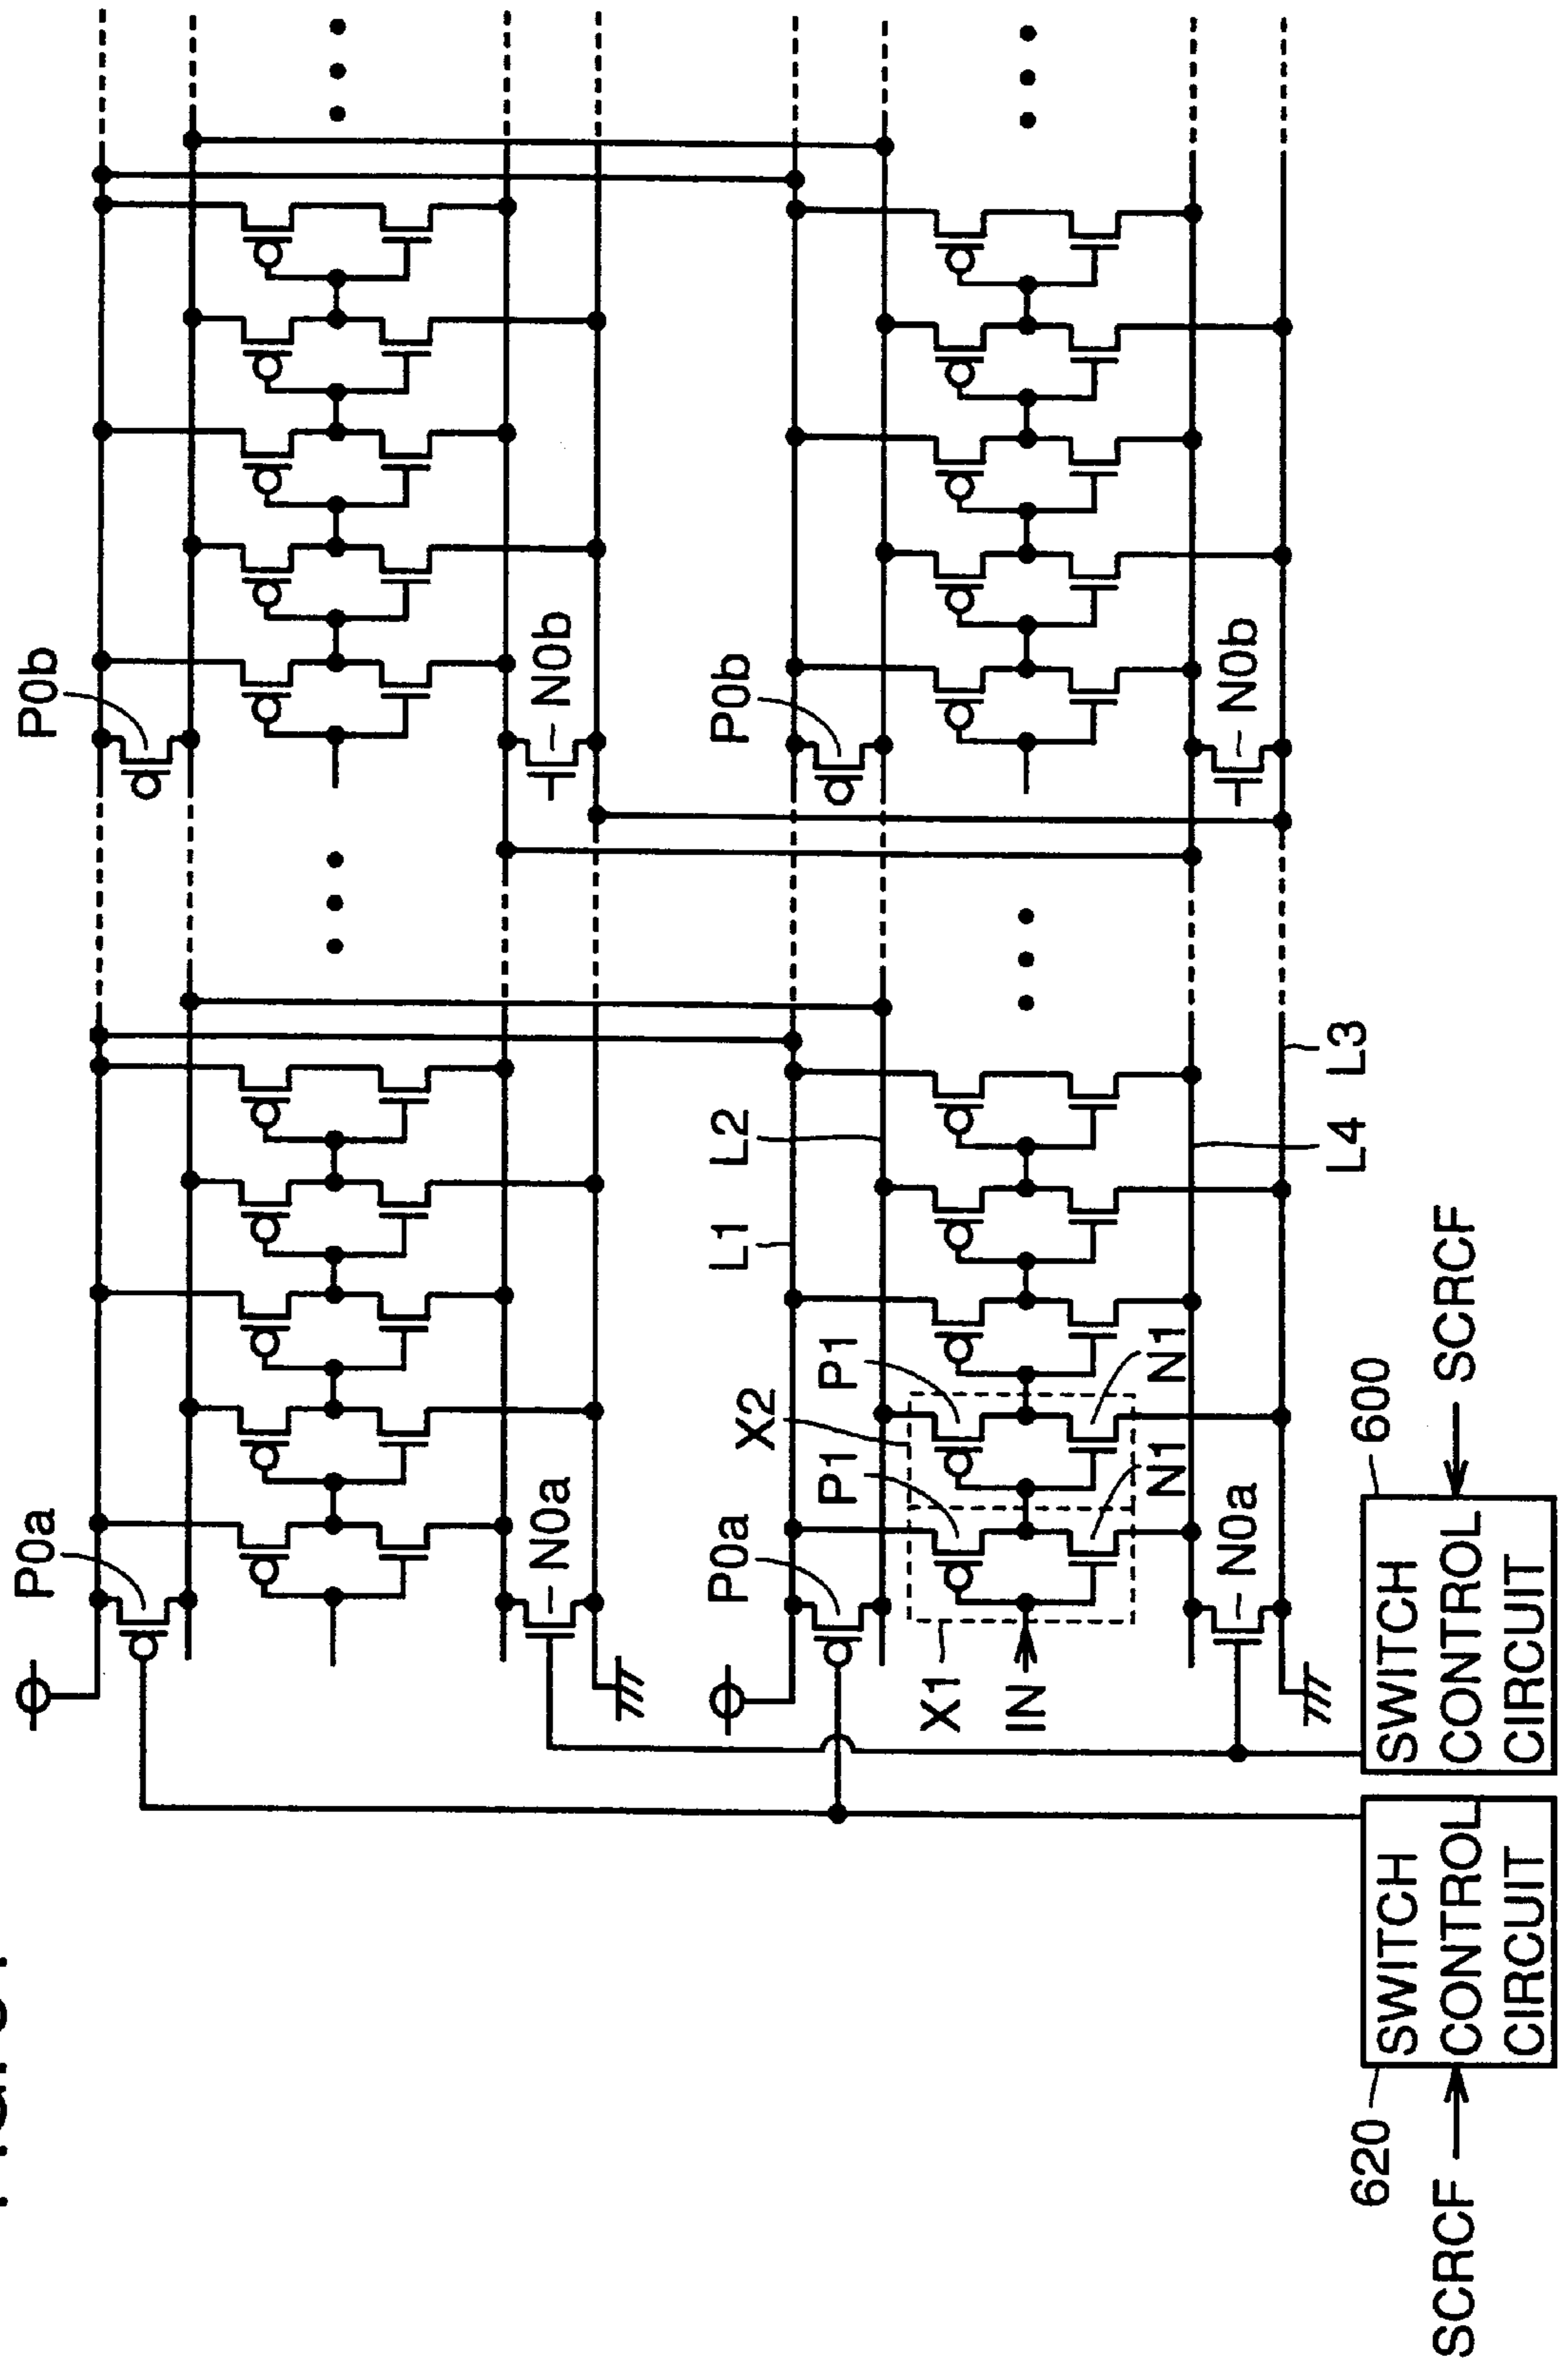 P0a
P0b
N0a
N0b
P0a
L1
L2
P0b
X2
P1
P1
X1
IN
N1
N1
N0a
N0b
L4
L3
620
SWITCH
CONTROL
CIRCUIT
SCRCF
600
SWITCH
CONTROL
CIRCUIT
SCRCF